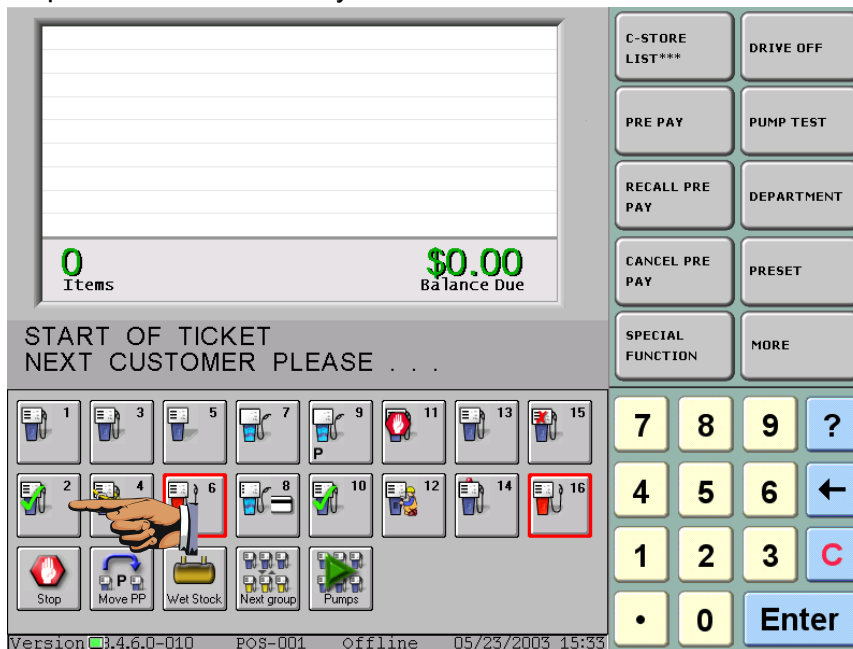 C-STORE
LIST***
DRIVE OFF
PRE PAY
PUMP TEST
RECALL PRE
PAY
DEPARTMENT
0
Items
$0.00
Balance Due
CANCEL PRE
PAY
PRESET
START OF TICKET
NEXT CUSTOMER PLEASE . . .
SPECIAL
FUNCTION
MORE
1 3 5 7 9 P 11 13 15
7 8 9 ?
2 4 6 8 10 12 14 16
4 5 6
1 2 3 C
Stop
P
Move PP
Wet Stock
Next group
Pumps
. 0 Enter
Version 3.4.6.0-010 POS-001 Offline 05/23/2003 15:33